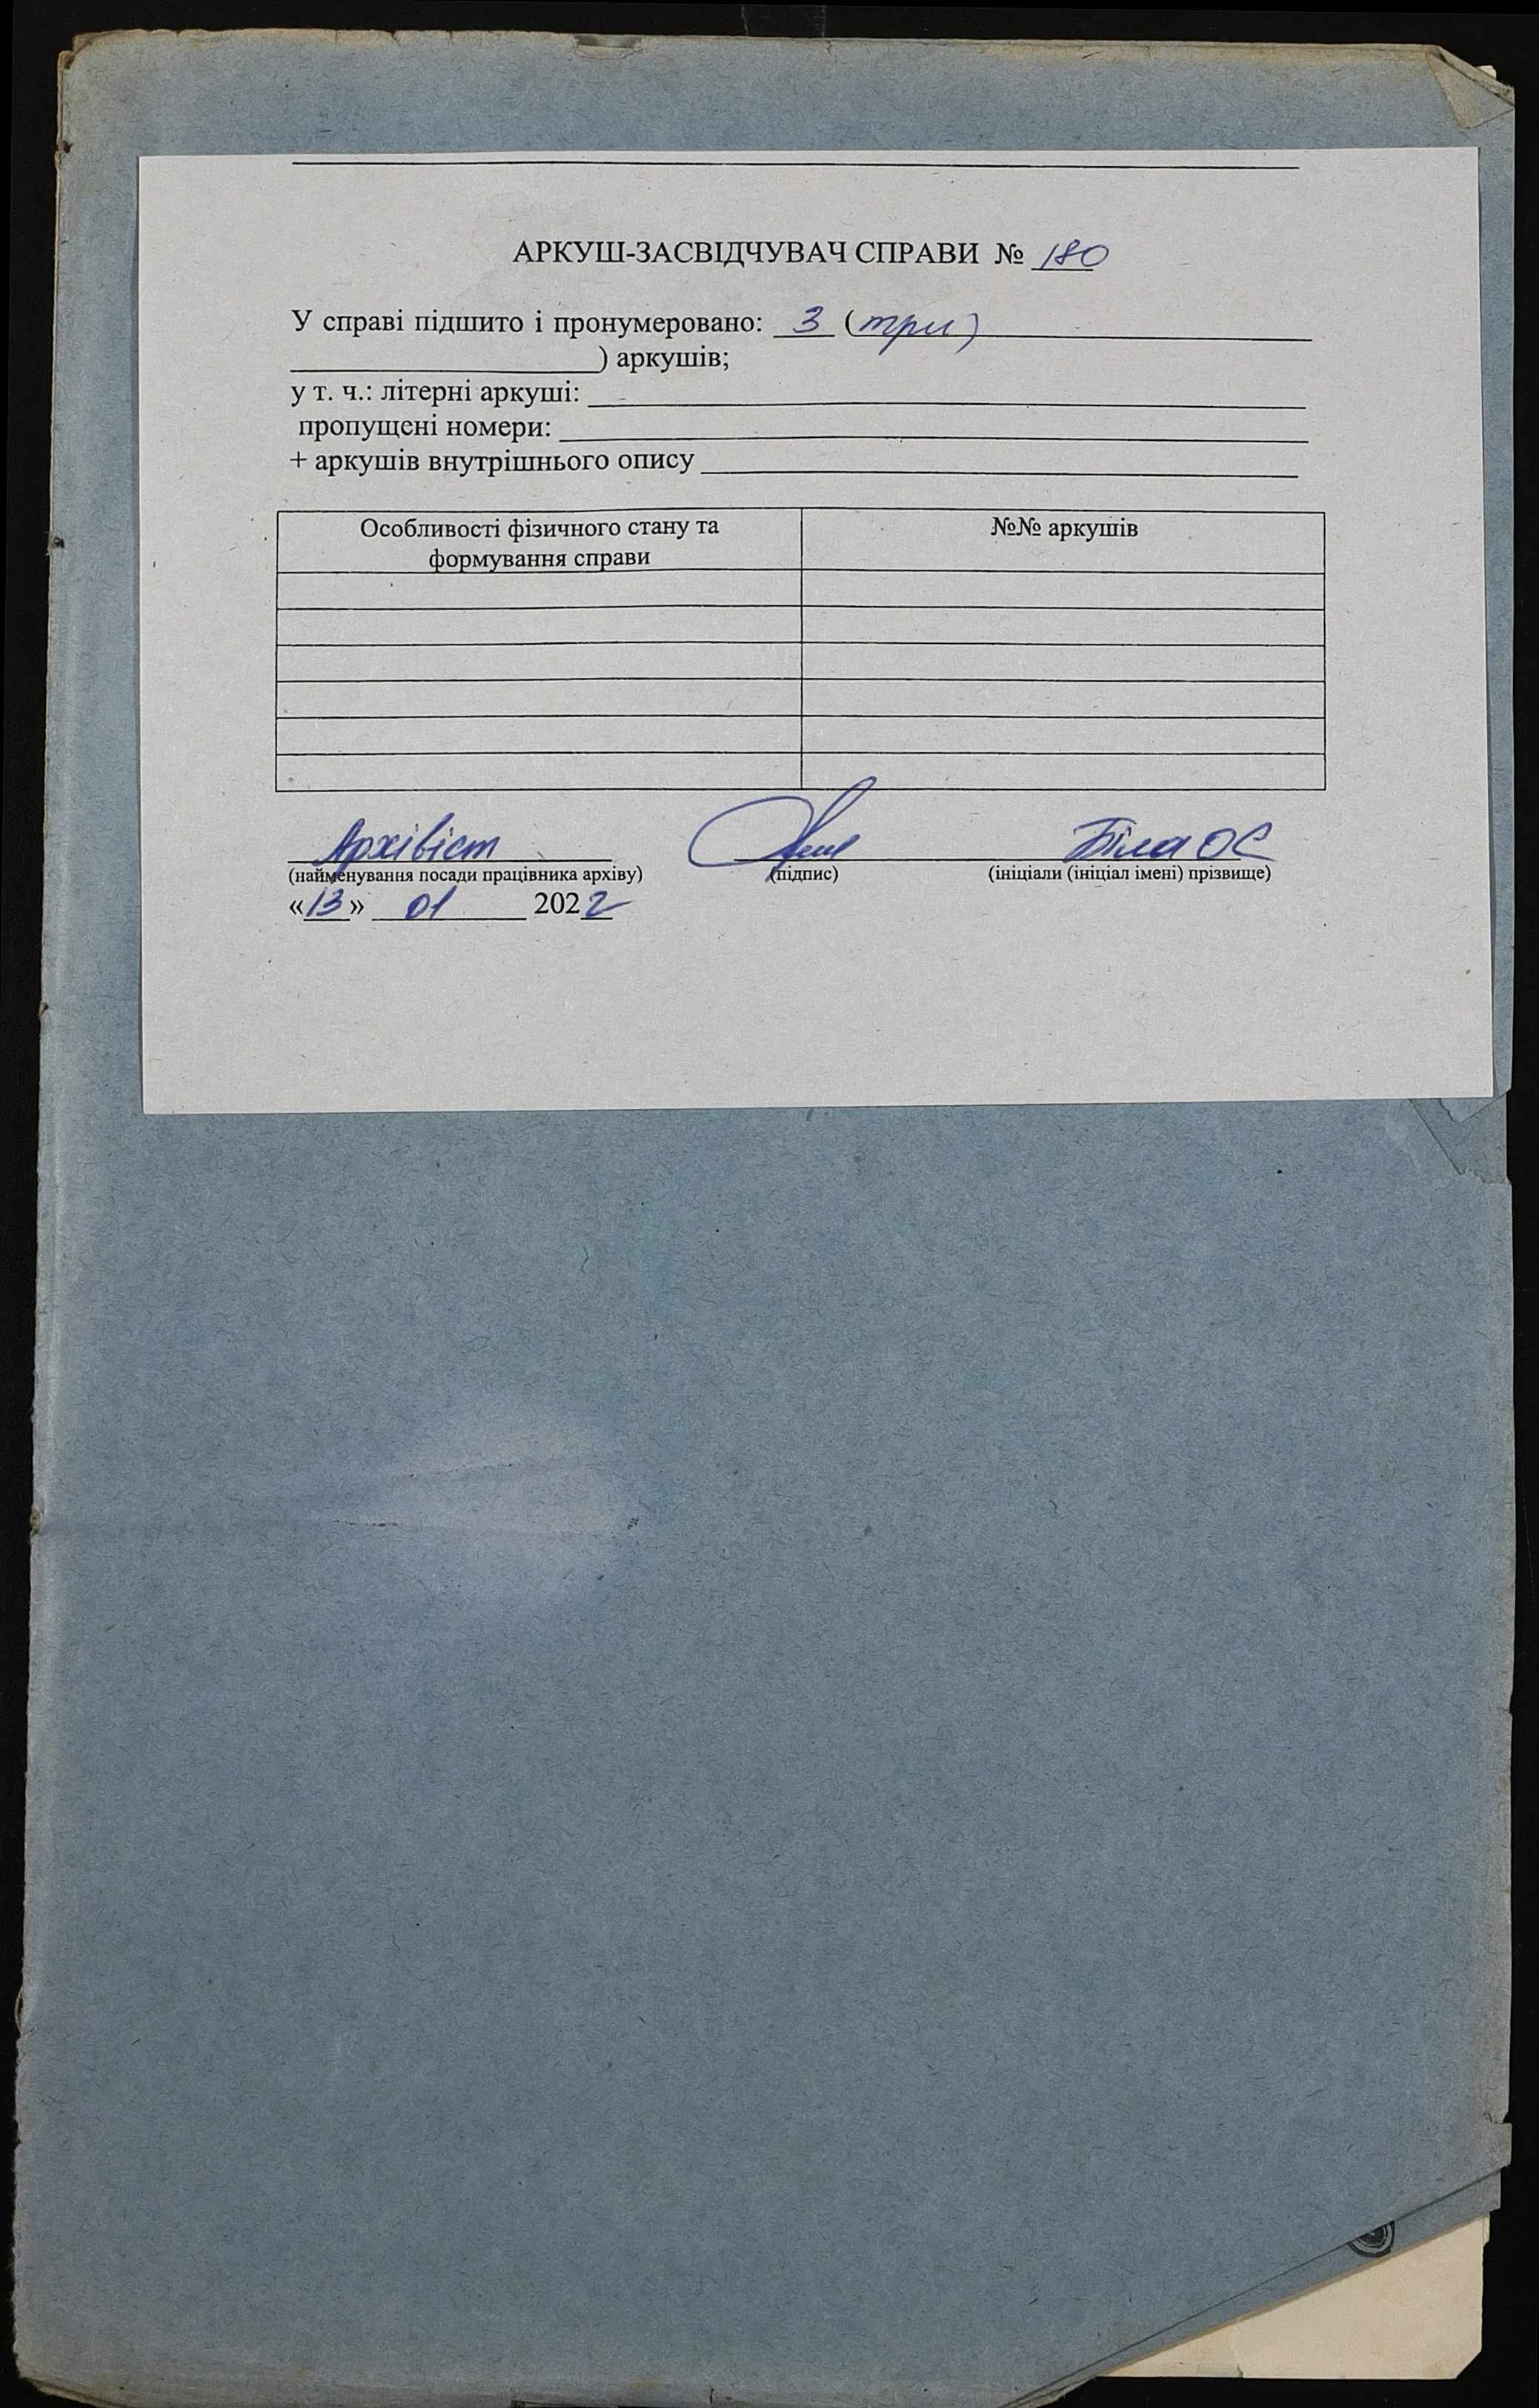 АРКУШ-ЗАСВІДЧУВАЧ СПРАВИ № 180
У справі підшито і пронумеровано: 3 (три)
) аркушів;
у т. ч.: літерні аркуші:
пропущені номери:
+ аркушів внутрішнього опису
Особливості фізичного стану та формування справи №№ аркушів
Архівіст Біла ОС
(найменування посади працівника архіву) (підпис) (ініціали (ініціал імені) прізвище)
«13» 01 2022